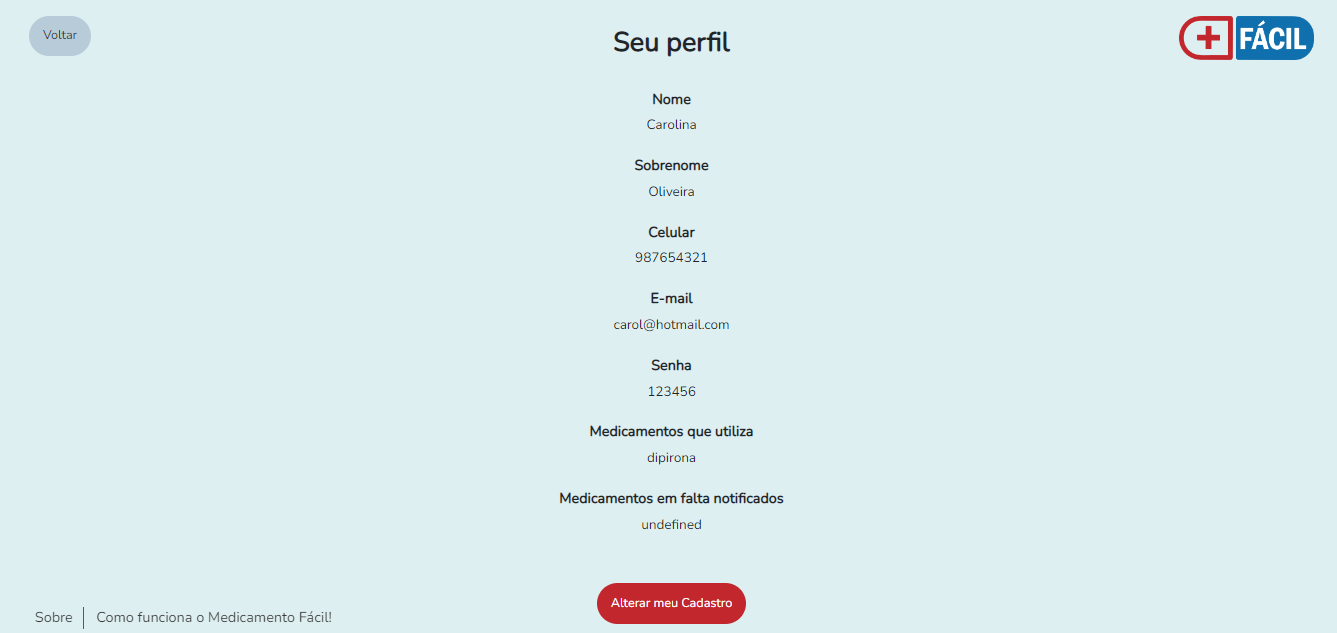 Voltar
Seu perfil
FÁCIL
Nome
Carolina
Sobrenome
Oliveira
Celular
987654321
E-mail
carol@hotmail.com
Senha
123456
Medicamentos que utiliza
dipirona
Medicamentos em falta notificados
undefined
Alterar meu Cadastro
Sobre
Como funciona o Medicamento Fácil!